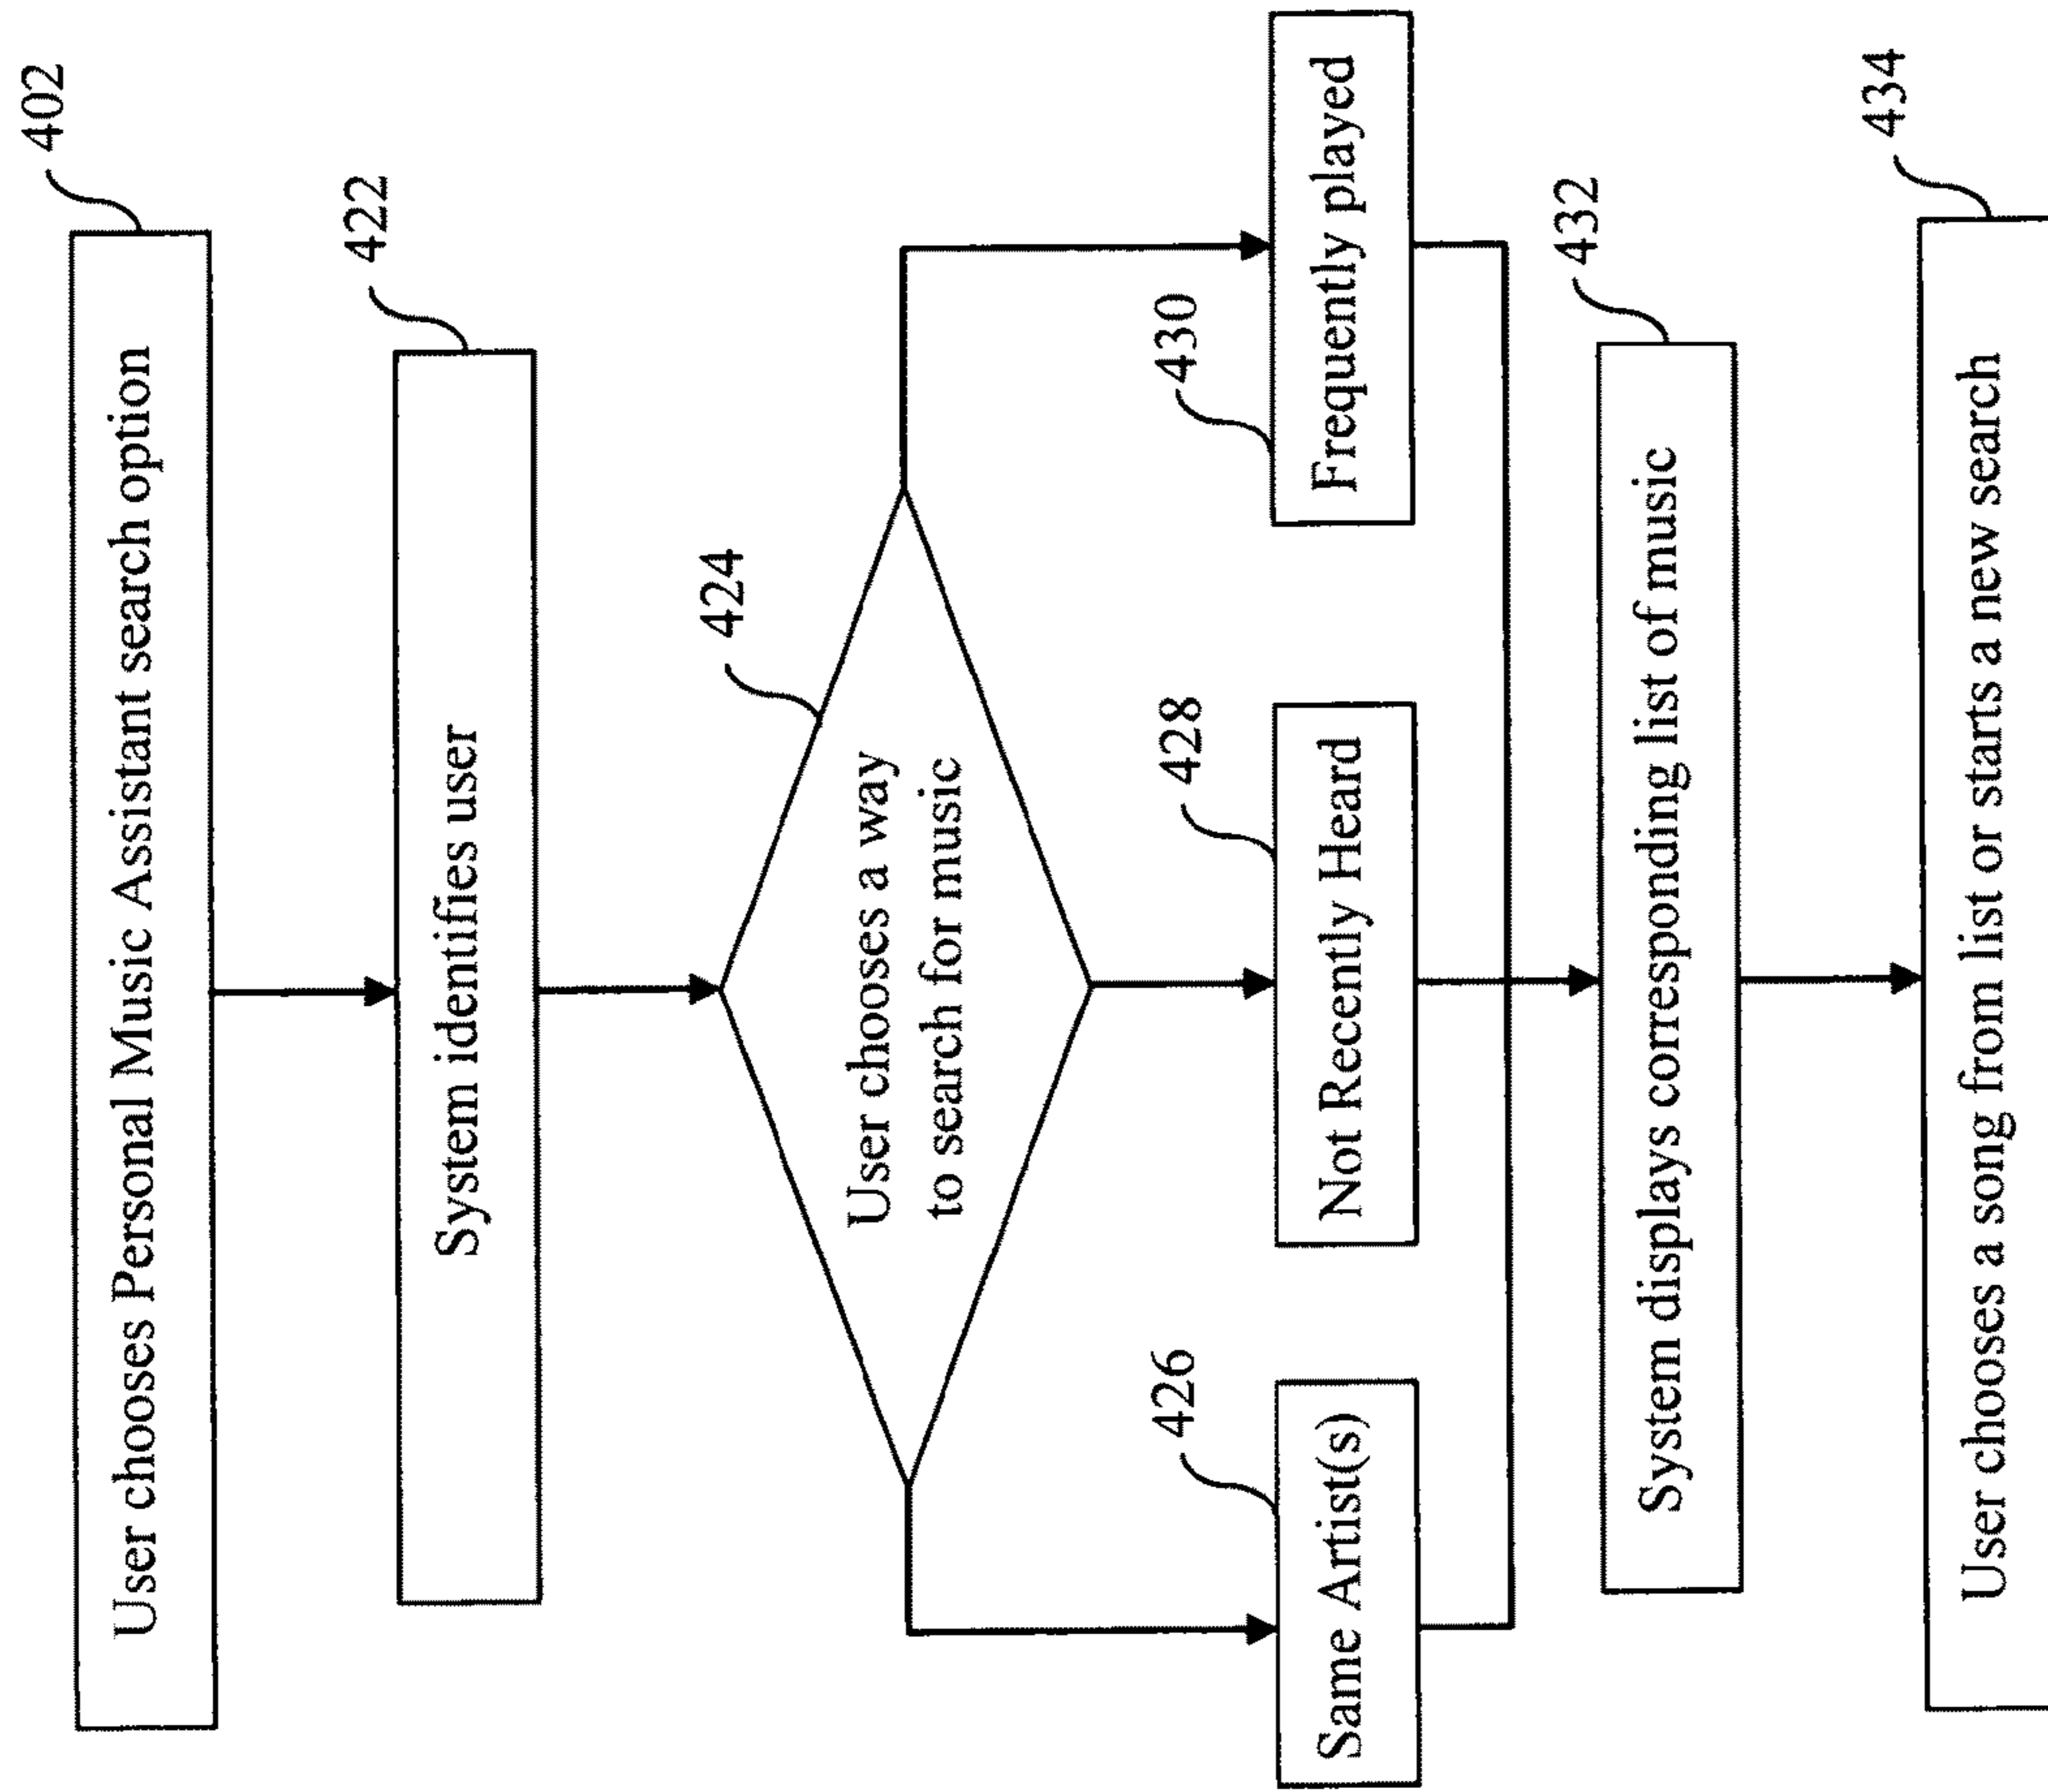 402
User chooses Personal Music Assistant search option
422
System identifies user
424
User chooses a way
to search for music
426
Same Artist(s)
428
Not Recently Heard
430
Frequently played
432
System displays corresponding list of music
434
User chooses a song from list or starts a new search